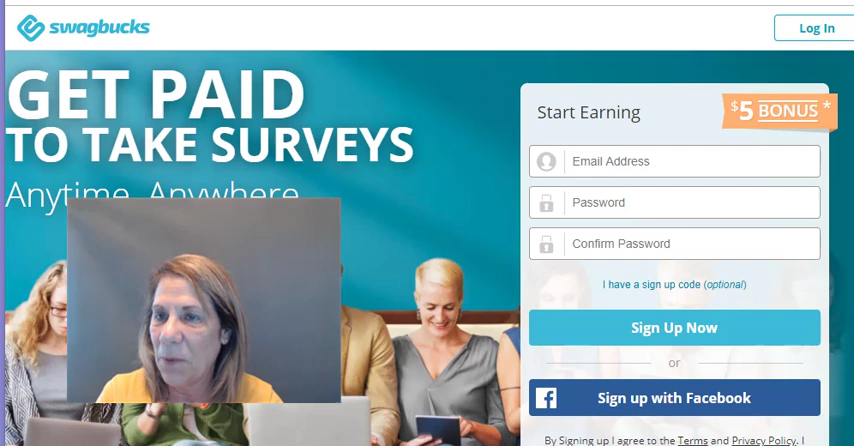 swagbucks
Log In
GET PAID
TO TAKE SURVEYS
Anytime, Anywhere
Start Earning
$5 BONUS *
Email Address
Password
Confirm Password
I have a sign up code (optional)
Sign Up Now
or
Sign up with Facebook
By Signing up I agree to the Terms and Privacy Policy. I